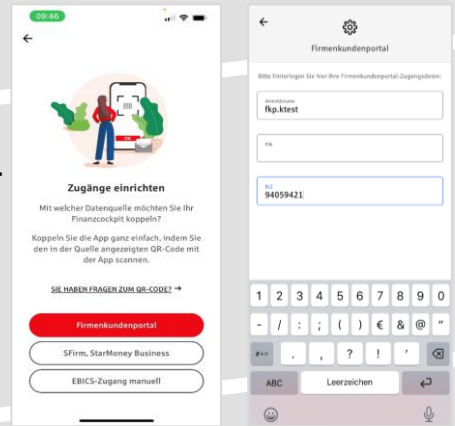 09:46
Zugänge einrichten
Mit welcher Datenquelle möchten Sie Ihr
Finanzcockpit koppeln?
Koppeln Sie die App ganz einfach, indem Sie
den in der Quelle angezeigten QR-Code mit
der App scannen.
SIE HABEN FRAGEN ZUM QR-CODE? →
Firmenkundenportal
SFirm, StarMoney Business
EBICS-Zugang manuell
Firmenkundenportal
Bitte hinterlegen Sie hier Ihre Firmenkundenportal-Zugangsdaten:
Anmeldename
fkp.ktest
PIN
BLZ
94059421
1 2 3 4 5 6 7 8 9 0
- / : ; ( ) € & @ "
#+= . , ? ! '
ABC Leerzeichen